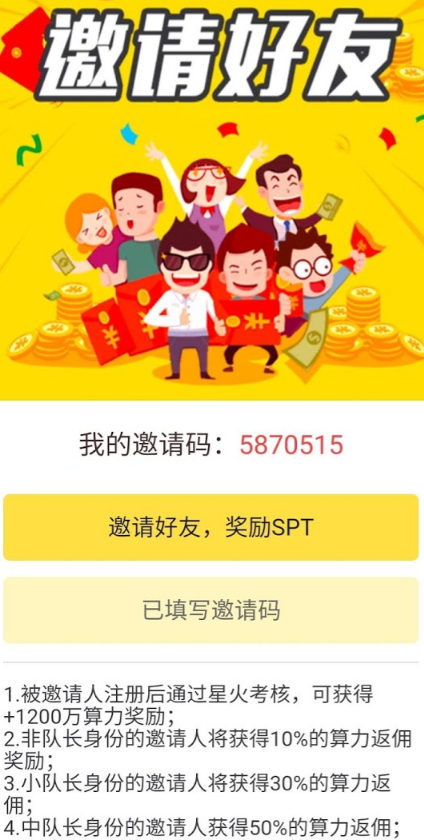 邀请好友
我的邀请码：5870515
邀请好友，奖励SPT
已填写邀请码
1.被邀请人注册后通过星火考核，可获得
+1200万算力奖励；
2.非队长身份的邀请人将获得10%的算力返佣
奖励；
3.小队长身份的邀请人将获得30%的算力返
佣；
4.中队长身份的邀请人获得50%的算力返佣；